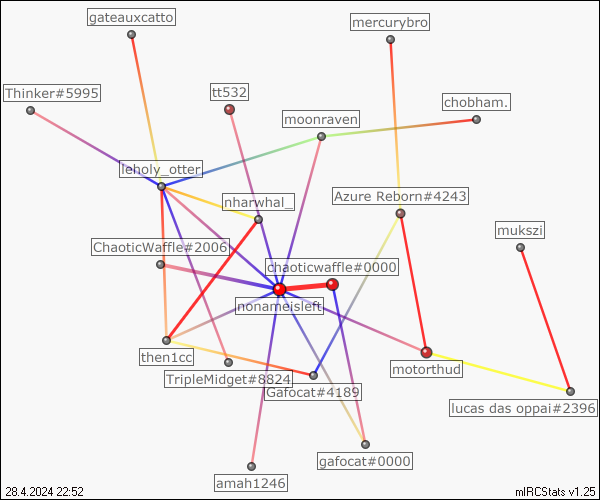 gateauxcatto
mercurybro
Thinker#5995
tt532
chobham.
moonraven
leholy_otter
nharwhal_
Azure Reborn#4243
mukszi
ChaoticWaffle#2006
chaoticwaffle#0000
nonameisleft
then1cc
motorthud
TripleMidget#8824
Gafocat#4189
lucas das oppai#2396
gafocat#0000
amah1246
28.4.2024 22:52
mIRCStats v1.25